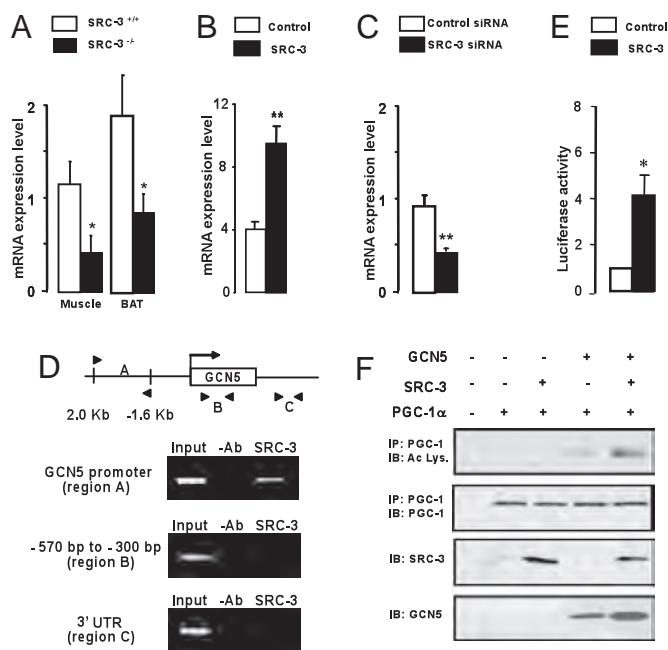 A
SRC-3 +/+
SRC-3 -/-
mRNA expression level
2
1
0
*
*
Muscle BAT
B
Control
SRC-3
mRNA expression level
12
8
4
0
**
C
Control siRNA
SRC-3 siRNA
mRNA expression level
2
1
0
**
E
Control
SRC-3
Luciferase activity
8
6
4
2
0
*
D
A
GCN5
B
C
2.0 Kb -1.6 Kb
Input -Ab SRC-3
GCN5 promoter
(region A)
Input -Ab SRC-3
- 570 bp to - 300 bp
(region B)
Input -Ab SRC-3
3' UTR
(region C)
F
GCN5 - - - + +
SRC-3 - - + - +
PGC-1α - + + + +
IP: PGC-1
IB: Ac Lys.
IP: PGC-1
IB: PGC-1
IB: SRC-3
IB: GCN5